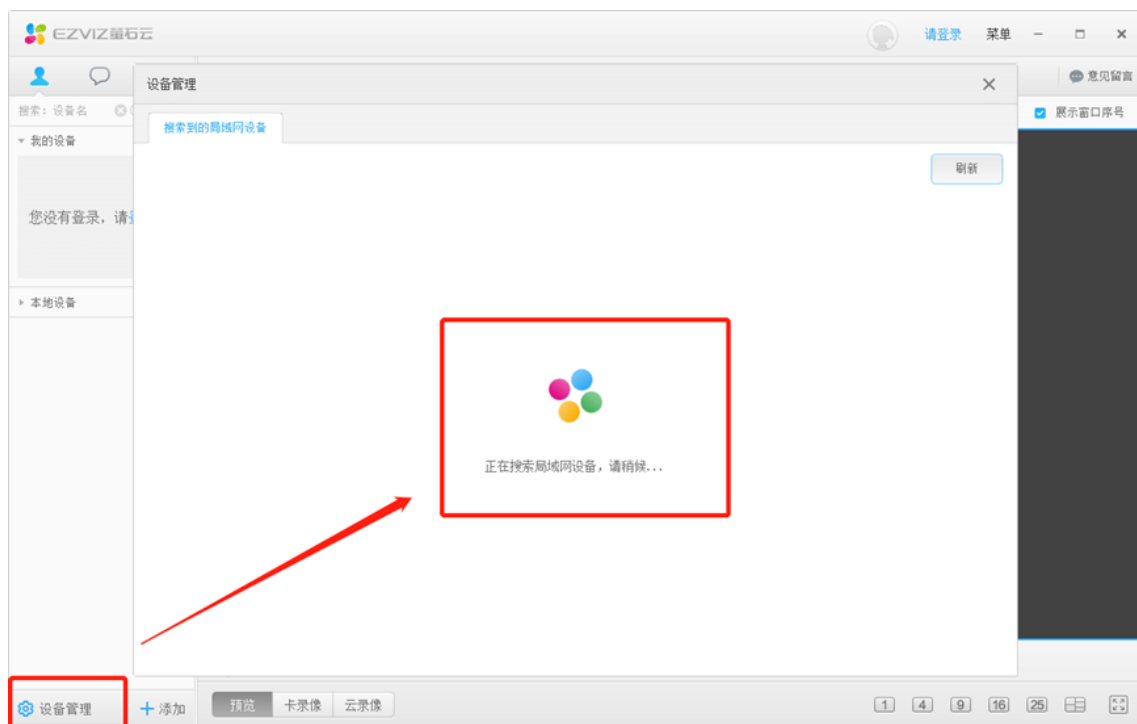 EZVIZ萤石云
请登录 菜单
意见留言
设备管理
搜索：设备名
展示窗口序号
搜索到的局域网设备
我的设备
刷新
您没有登录，请
本地设备
正在搜索局域网设备，请稍候...
设备管理 添加 预览 卡录像 云录像 1 4 9 16 25